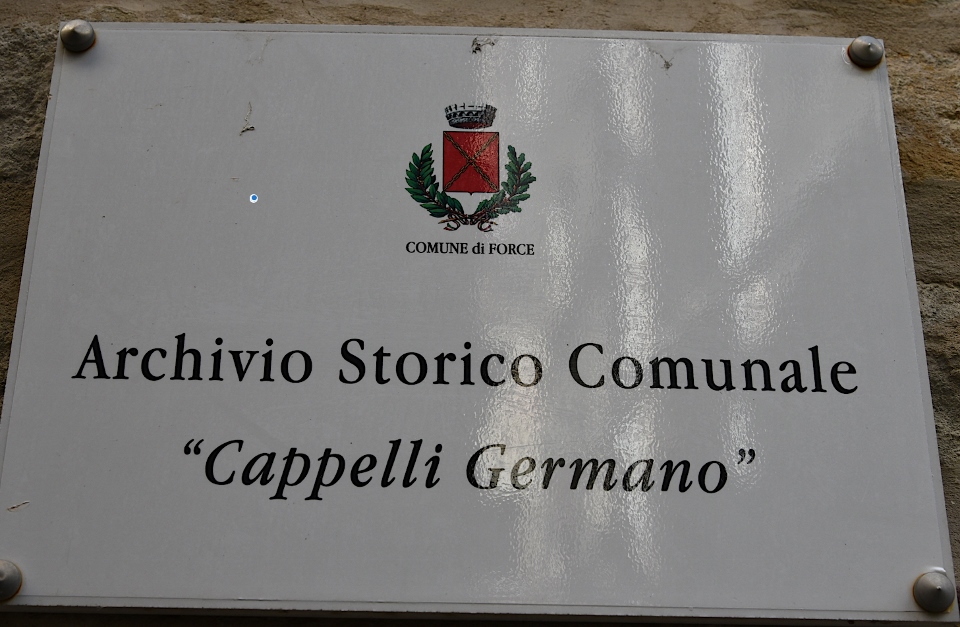 COMUNE di FORCE
Archivio Storico Comunale
“Cappelli Germano”